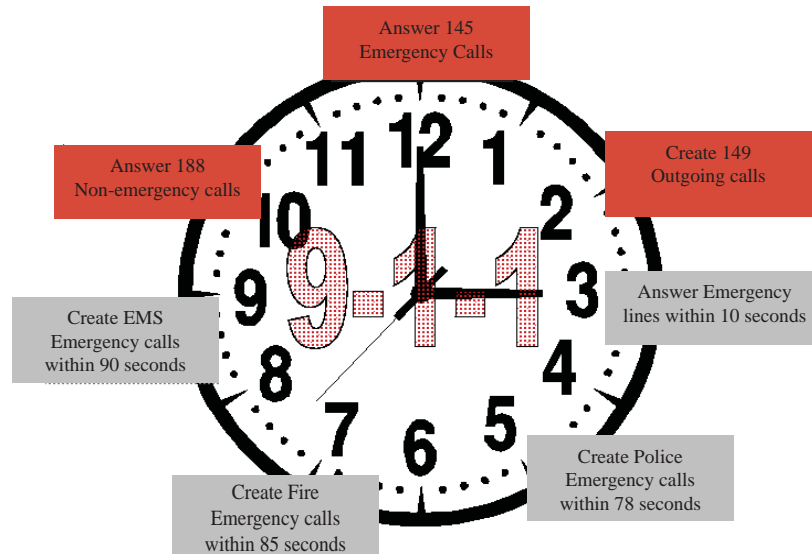 Answer 145
Emergency Calls
Answer 188
Non-emergency calls
Create 149
Outgoing calls
12
11
1
10
2
9-1-1
9
3
Answer Emergency
lines within 10 seconds
Create EMS
Emergency calls
within 90 seconds
8
4
7
5
6
Create Police
Emergency calls
within 78 seconds
Create Fire
Emergency calls
within 85 seconds